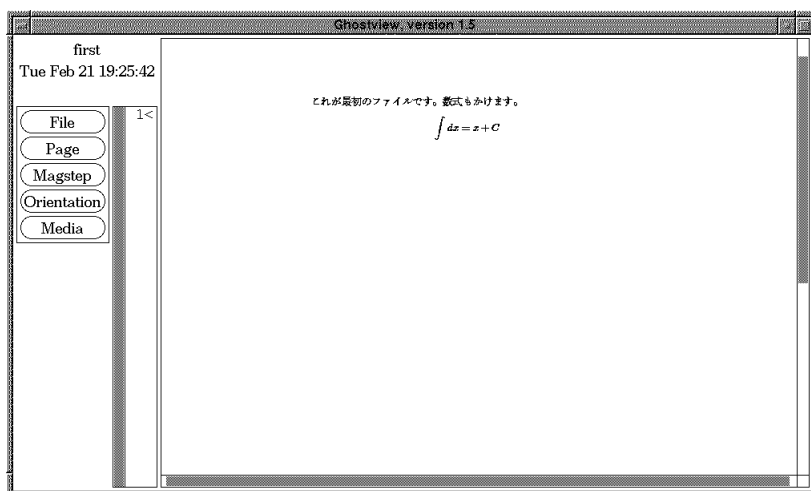 Ghostview, version 1.5
first
Tue Feb 21 19:25:42
File
Page
Magstep
Orientation
Media
1<
これが最初のファイルです。数式もかけます。
∫ dx = x + C